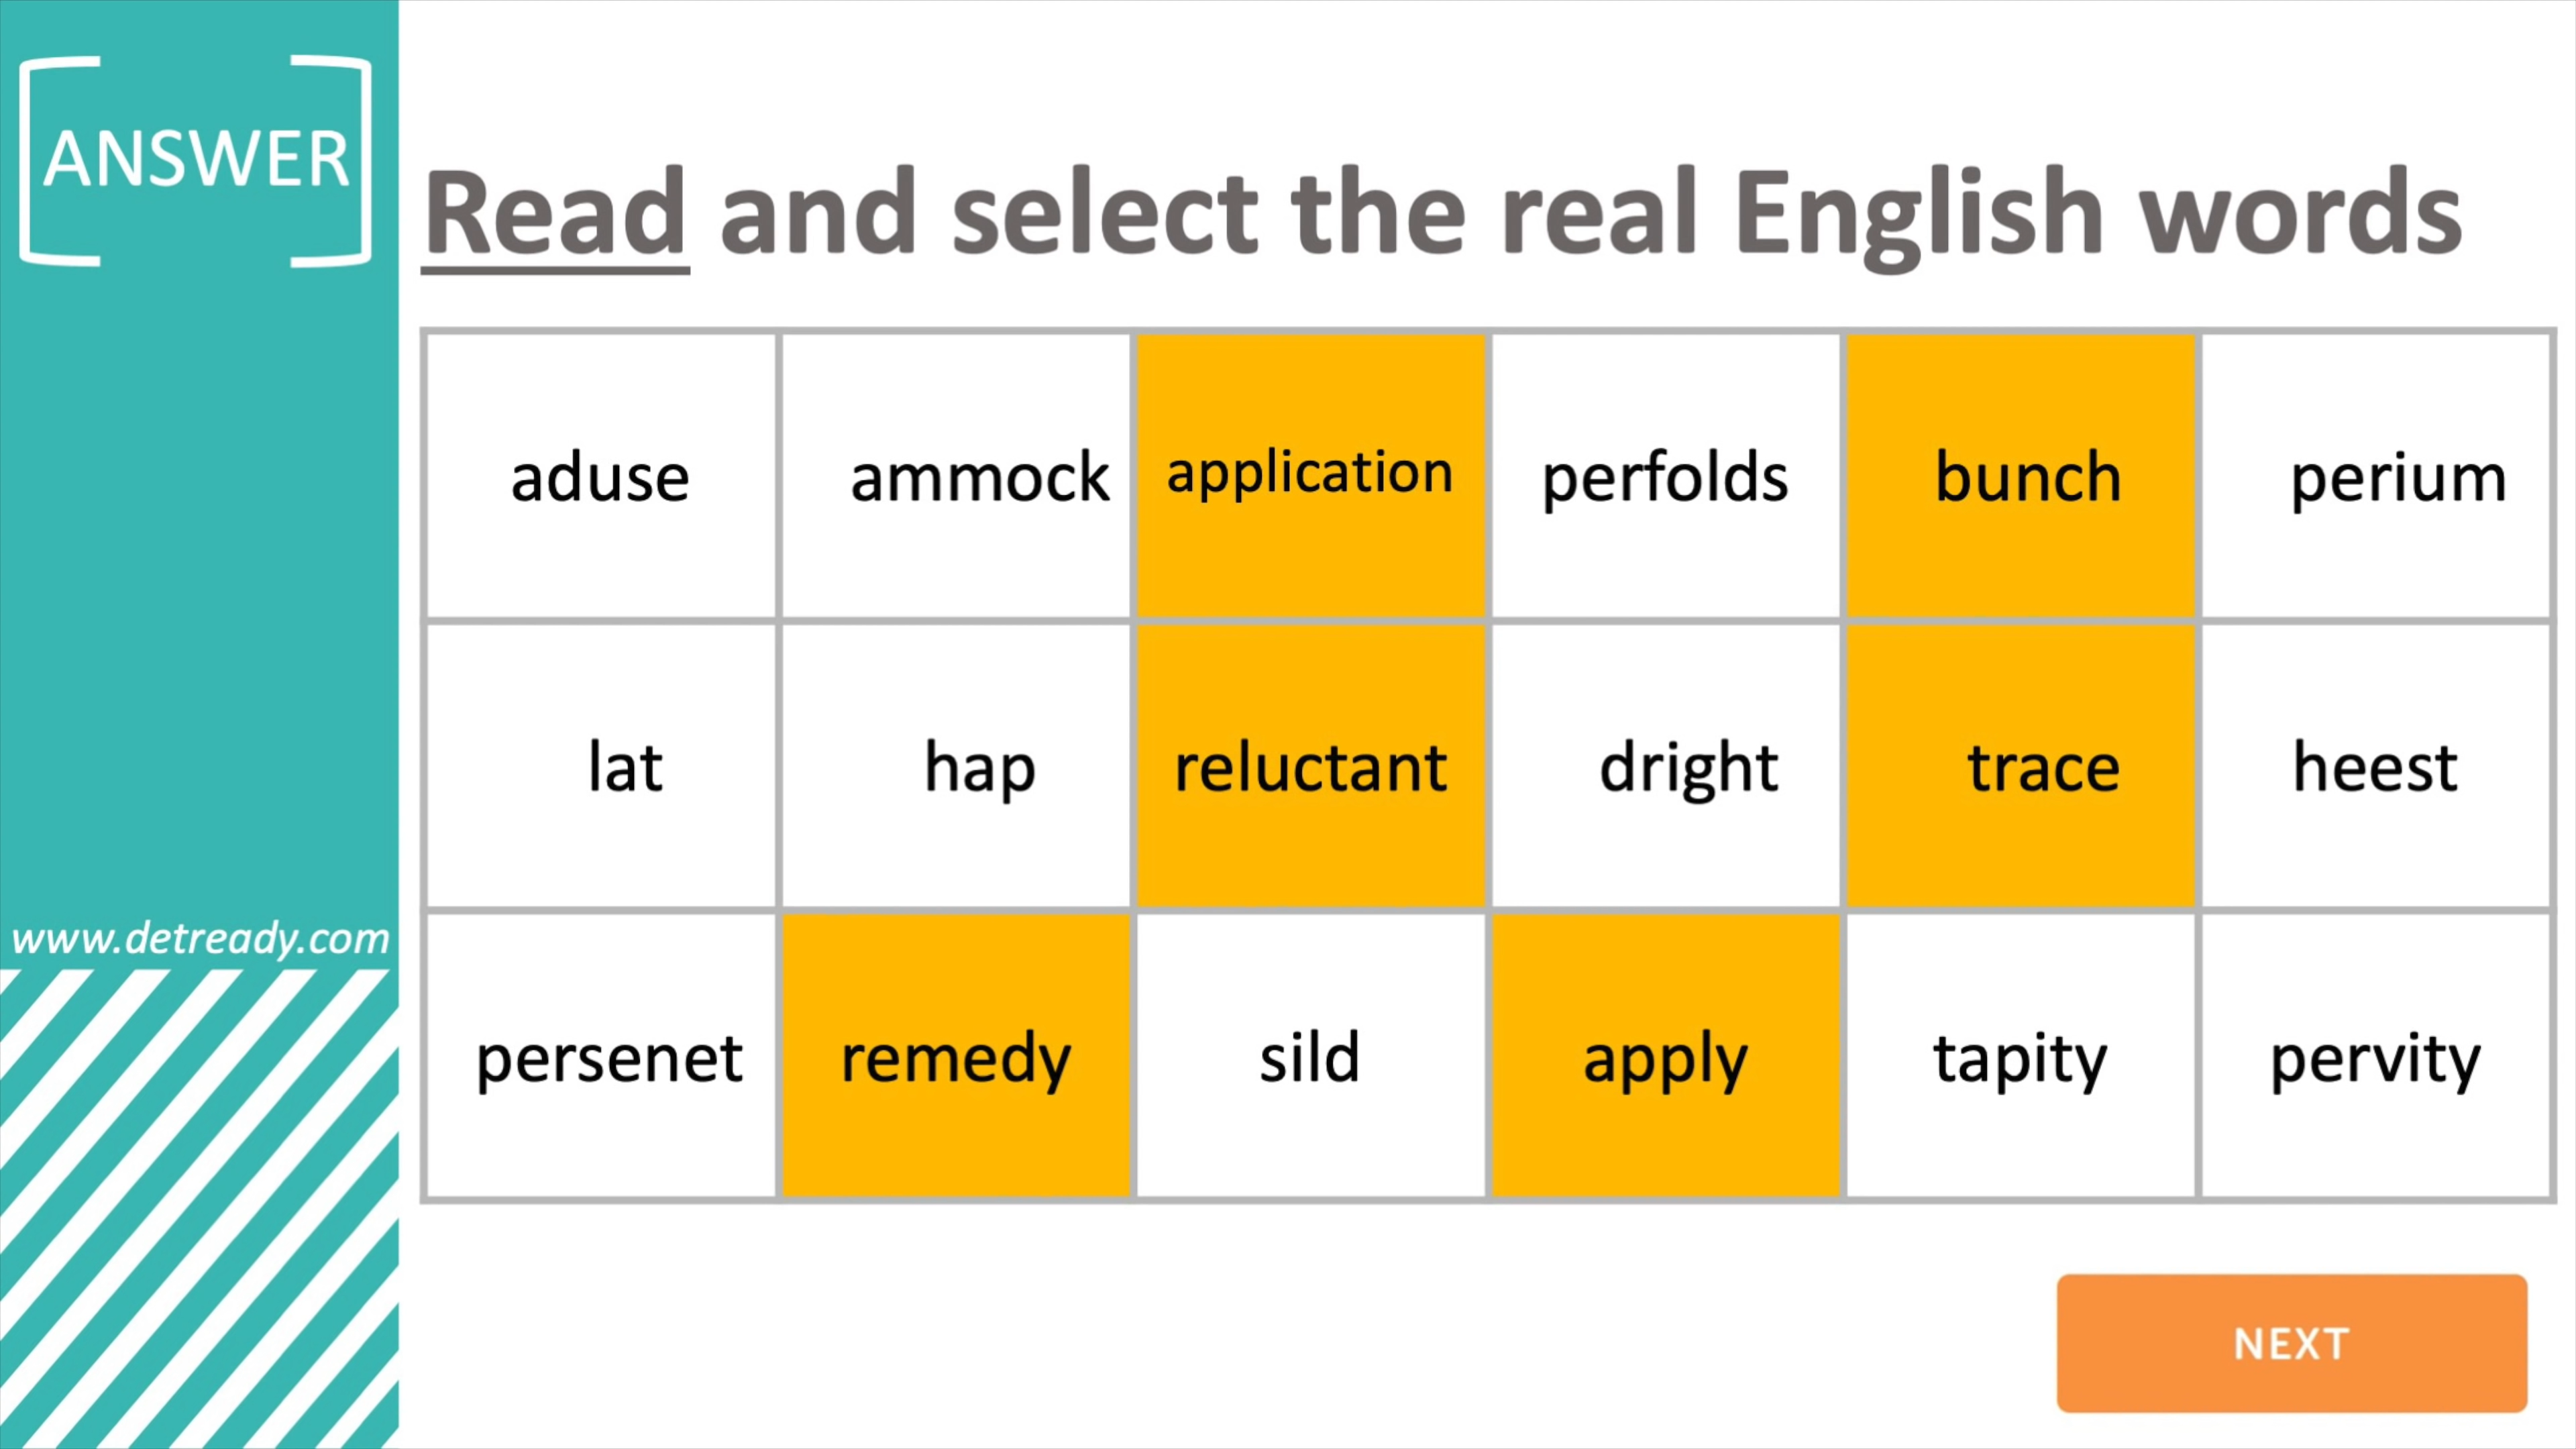 ANSWER
Read and select the real English words
aduse ammock application perfolds bunch perium
lat hap reluctant dright trace heest
persenet remedy sild apply tapity pervity
www.detready.com
NEXT